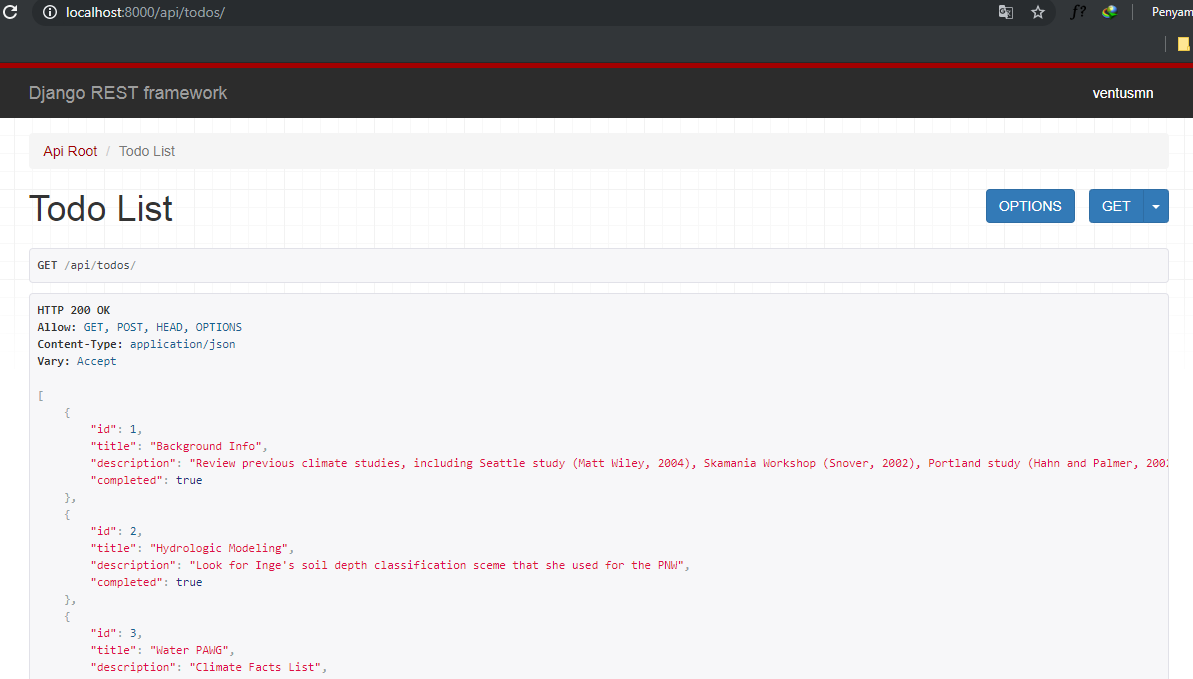 localhost:8000/api/todos/
f?
Penyam
Django REST framework
ventusmn
Api Root / Todo List
Todo List
OPTIONS
GET
GET /api/todos/
HTTP 200 OK
Allow: GET, POST, HEAD, OPTIONS
Content-Type: application/json
Vary: Accept
[
{
"id": 1,
"title": "Background Info",
"description": "Review previous climate studies, including Seattle study (Matt Wiley, 2004), Skamania Workshop (Snover, 2002), Portland study (Hahn and Palmer, 2002
"completed": true
},
{
"id": 2,
"title": "Hydrologic Modeling",
"description": "Look for Inge's soil depth classification sceme that she used for the PNW",
"completed": true
},
{
"id": 3,
"title": "Water PAWG",
"description": "Climate Facts List",